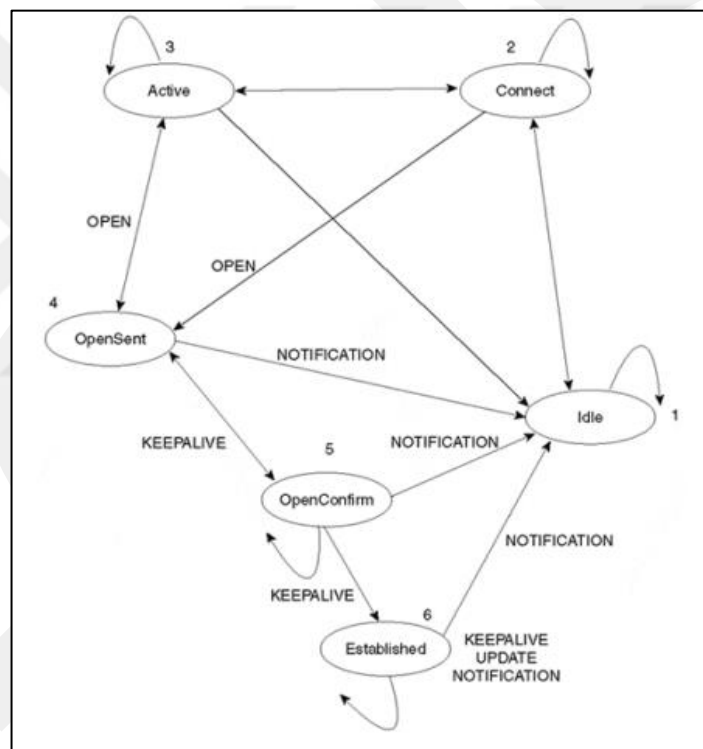 3
2
Active
Connect
OPEN
OPEN
4
OpenSent
NOTIFICATION
Idle
1
KEEPALIVE
5
NOTIFICATION
OpenConfirm
NOTIFICATION
KEEPALIVE
6
Established
KEEPALIVE
UPDATE
NOTIFICATION